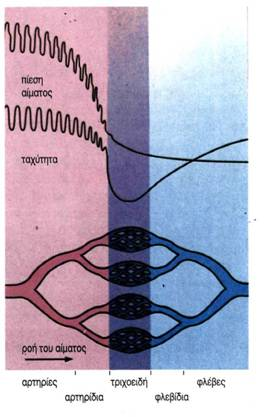 πίεση
αίματος
ταχύτητα
ροή του αίματος
αρτηρίες
τριχοειδή
φλέβες
αρτηρίδια
φλεβίδια